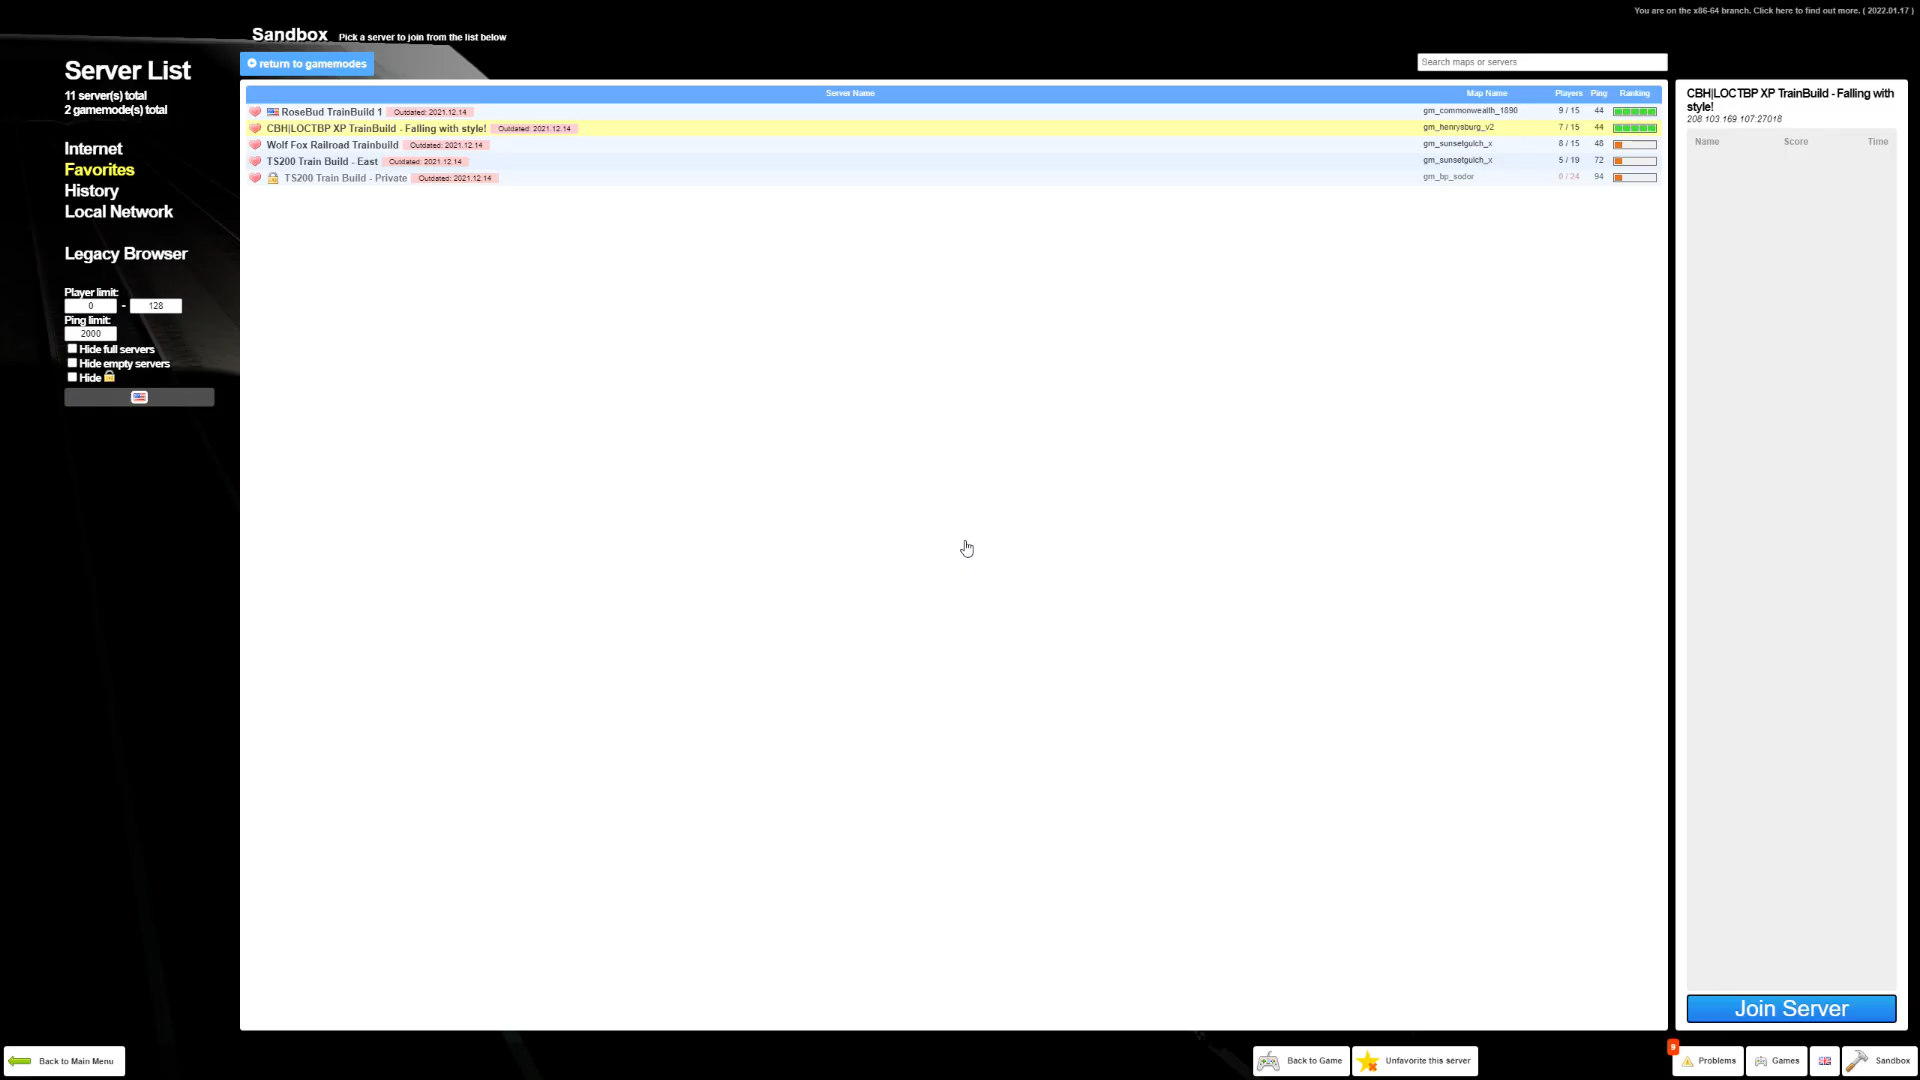 You are on the x86-64 branch. Click here to find out more. ( 2022.01.17 )
Sandbox Pick a server to join from the list below
Server List
11 server(s) total
2 gamemode(s) total
Internet
Favorites
History
Local Network
Legacy Browser
Player limit:
0 - 128
Ping limit:
2000
Hide full servers
Hide empty servers
Hide
return to gamemodes
Search maps or servers
Server Name Map Name Players Ping Ranking
RoseBud TrainBuild 1 Outdated: 2021.12.14 gm_commonwealth_1890 9 / 15 44
CBH|LOCTBP XP TrainBuild - Falling with style! Outdated: 2021.12.14 gm_henrysburg_v2 7 / 15 44
Wolf Fox Railroad Trainbuild Outdated: 2021.12.14 gm_sunsetgulch_x 8 / 15 48
TS200 Train Build - East Outdated: 2021.12.14 gm_sunsetgulch_x 5 / 19 72
TS200 Train Build - Private Outdated: 2021.12.14 gm_bp_sodor 0 / 24 94
CBH|LOCTBP XP TrainBuild - Falling with
style!
208.103.169.107:27018
Name Score Time
Join Server
Back to Main Menu
Back to Game
Unfavorite this server
9
Problems
Games
Sandbox